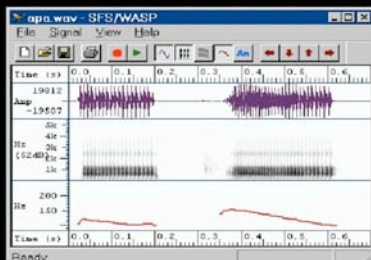 apa.wav - SFS/WASP
File Signal View Help
An
Time (s) 0.0 0.1 0.2 0.3 0.4 0.5 0.6
19812
Amp
-19507
5k
4k
Hz 3k
(52dB) 2k
1k
200
Hz 150
Time (s) 0.0 0.1 0.2 0.3 0.4 0.5 0.6
Ready